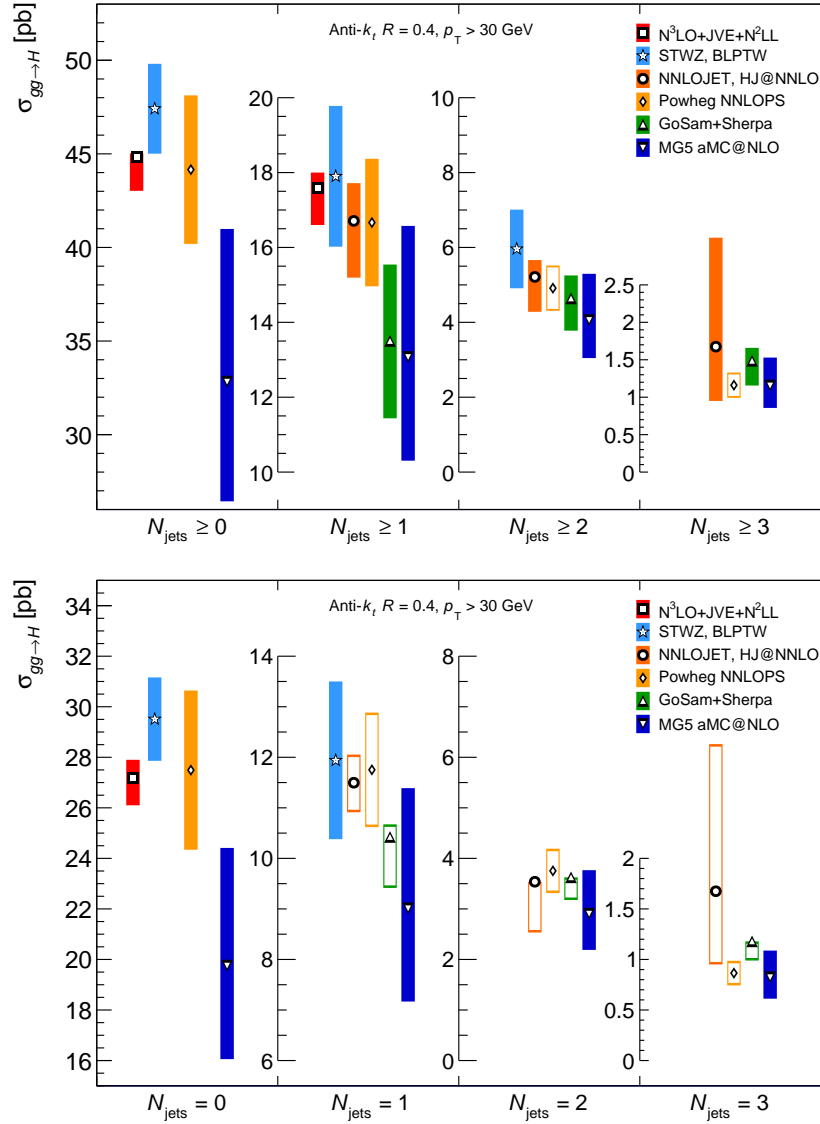 σgg→H [pb]
Anti-kt R = 0.4, pT > 30 GeV
N³LO+JVE+N²LL
STWZ, BLPTW
NNLOJET, HJ@NNLO
Powheg NNLOPS
GoSam+Sherpa
MG5 aMC@NLO
50
45
40
35
30
20
18
16
14
12
10
8
6
4
2
0
2.5
2
1.5
1
0.5
0
Njets ≥ 0
Njets ≥ 1
Njets ≥ 2
Njets ≥ 3
σgg→H [pb]
Anti-kt R = 0.4, pT > 30 GeV
N³LO+JVE+N²LL
STWZ, BLPTW
NNLOJET, HJ@NNLO
Powheg NNLOPS
GoSam+Sherpa
MG5 aMC@NLO
34
32
30
28
26
24
22
20
18
16
14
12
10
8
6
8
6
4
2
0
2
1.5
1
0.5
0
Njets = 0
Njets = 1
Njets = 2
Njets = 3